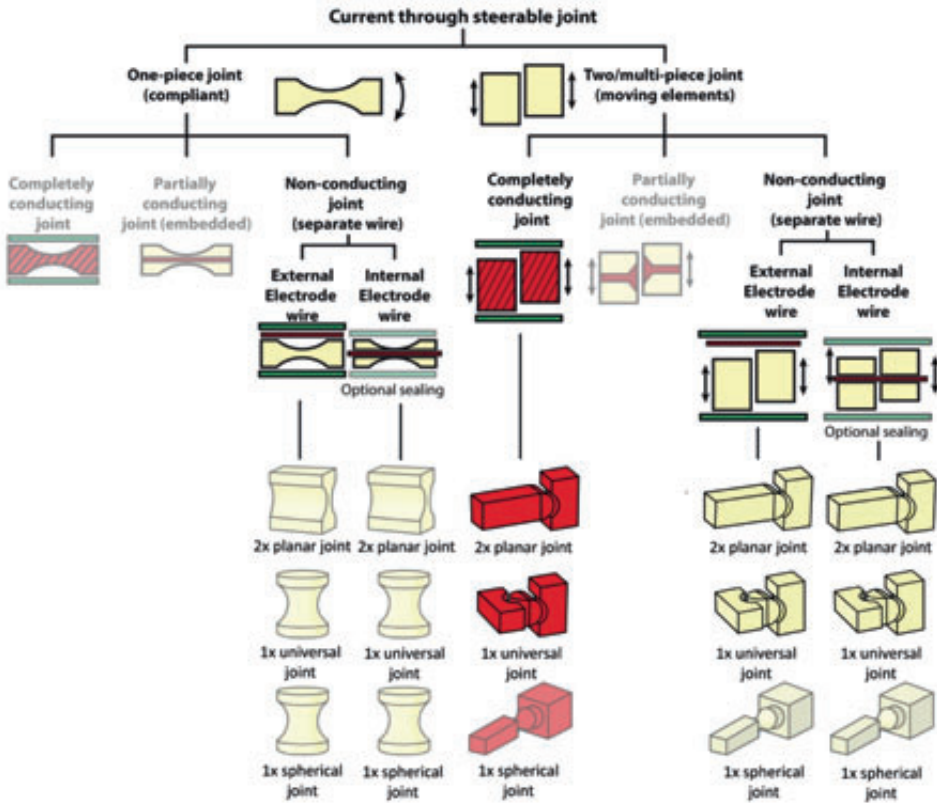 Current through steerable joint
One-piece joint
(compliant)
Two/multi-piece joint
(moving elements)
Completely
conducting
joint
Partially
conducting
joint (embedded)
Non-conducting
joint
(separate wire)
Completely
conducting
joint
Partially
conducting
joint (embedded)
Non-conducting
joint
(separate wire)
External
Electrode
wire
Internal
Electrode
wire
External
Electrode
wire
Internal
Electrode
wire
Optional sealing
Optional sealing
2x planar joint
2x planar joint
2x planar joint
2x planar joint
2x planar joint
1x universal
joint
1x universal
joint
1x universal
joint
1x universal
joint
1x universal
joint
1x spherical
joint
1x spherical
joint
1x spherical
joint
1x spherical
joint
1x spherical
joint